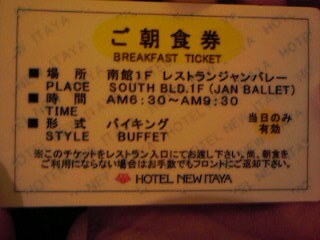 ご朝食券
BREAKFAST TICKET
■ 場所 南館1F レストランジャンバレー
PLACE SOUTH BLD.1F (JAN BALLET)
■ 時間 AM6:30～AM9:30
TIME
当日のみ
有効
■ 形式 バイキング
STYLE BUFFET
※このチケットをレストラン入口にてお渡し下さい。尚、朝食を
ご利用にならない場合はお手数でもフロントにご返却下さい。
HOTEL NEW ITAYA